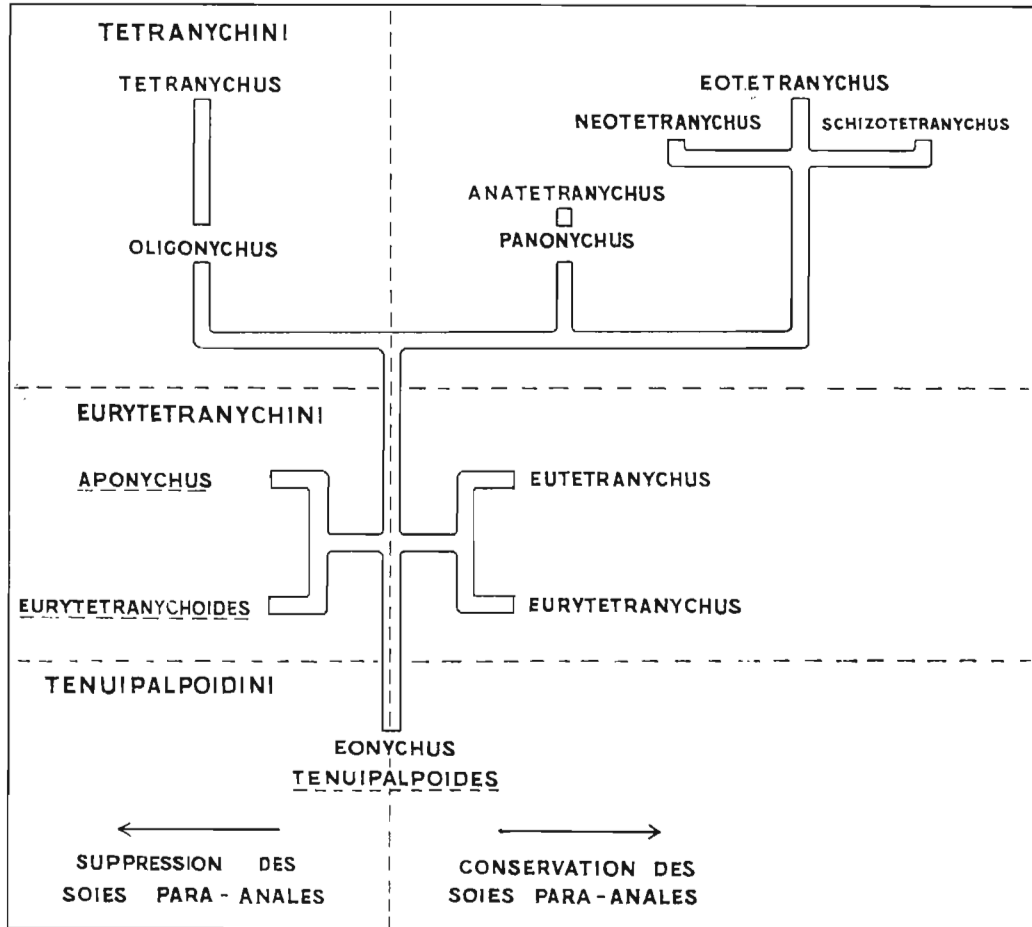 TETRANYCHINI
TETRANYCHUS
EOTETRANYCHUS
NEOTETRANYCHUS
SCHIZOTETRANYCHUS
ANATETRANYCHUS
OLIGONYCHUS
PANONYCHUS
EURYTETRANYCHINI
APONYCHUS
EUTETRANYCHUS
EURYTETRANYCHOIDES
EURYTETRANYCHUS
TENUIPALPOIDINI
EONYCHUS
TENUIPALPOIDES
SUPPRESSION DES
SOIES PARA-ANALES
CONSERVATION DES
SOIES PARA-ANALES